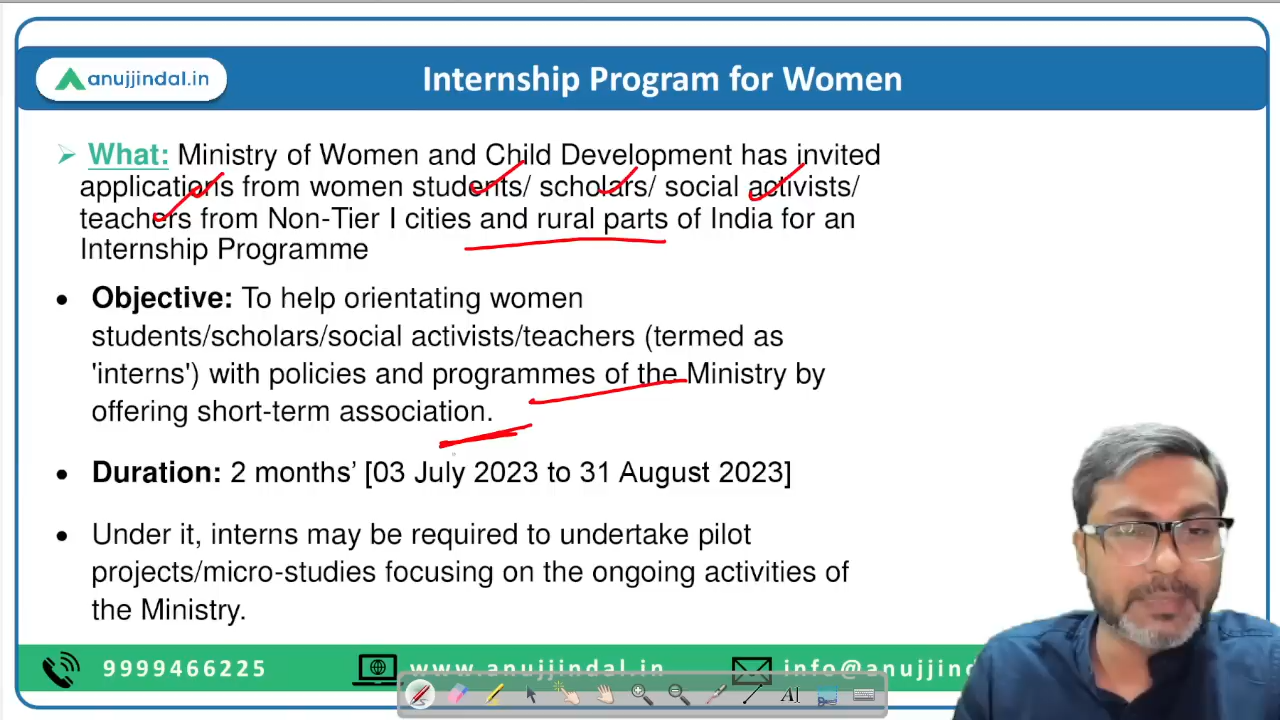 anujjindal.in
Internship Program for Women
What: Ministry of Women and Child Development has invited
applications from women students/ scholars/ social activists/
teachers from Non-Tier I cities and rural parts of India for an
Internship Programme
Objective: To help orientating women
students/scholars/social activists/teachers (termed as
'interns') with policies and programmes of the Ministry by
offering short-term association.
Duration: 2 months’ [03 July 2023 to 31 August 2023]
Under it, interns may be required to undertake pilot
projects/micro-studies focusing on the ongoing activities of
the Ministry.
9999466225 www.anujjindal.in info@anujjind
AI